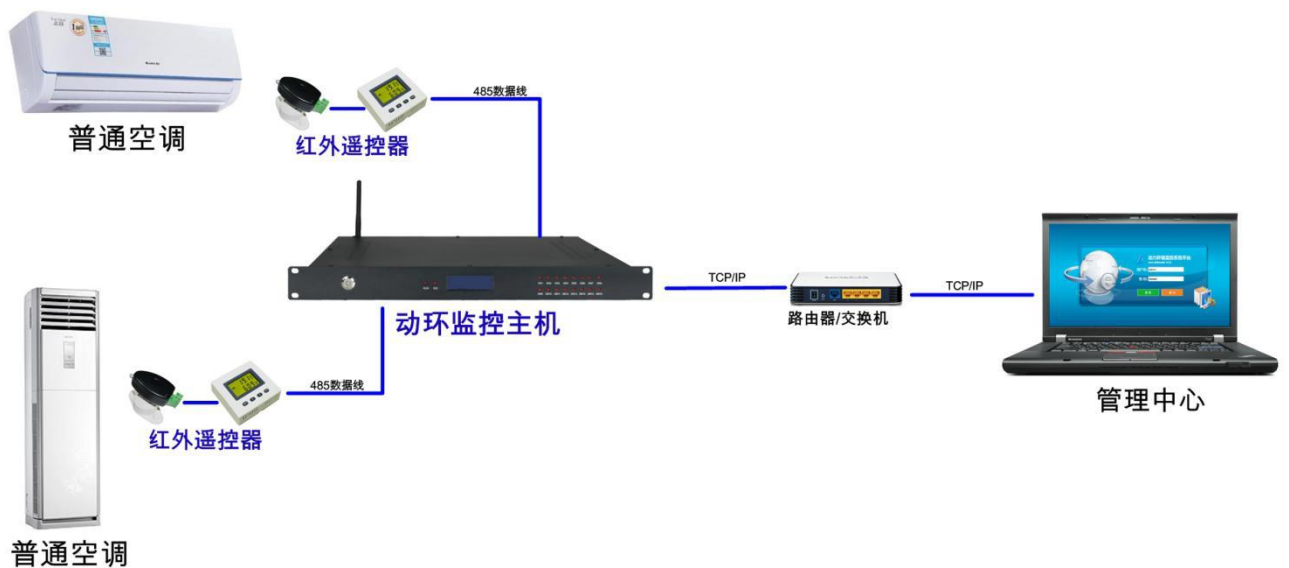 普通空调
485数据线
红外遥控器
动环监控主机
TCP/IP
路由器/交换机
TCP/IP
管理中心
485数据线
红外遥控器
普通空调